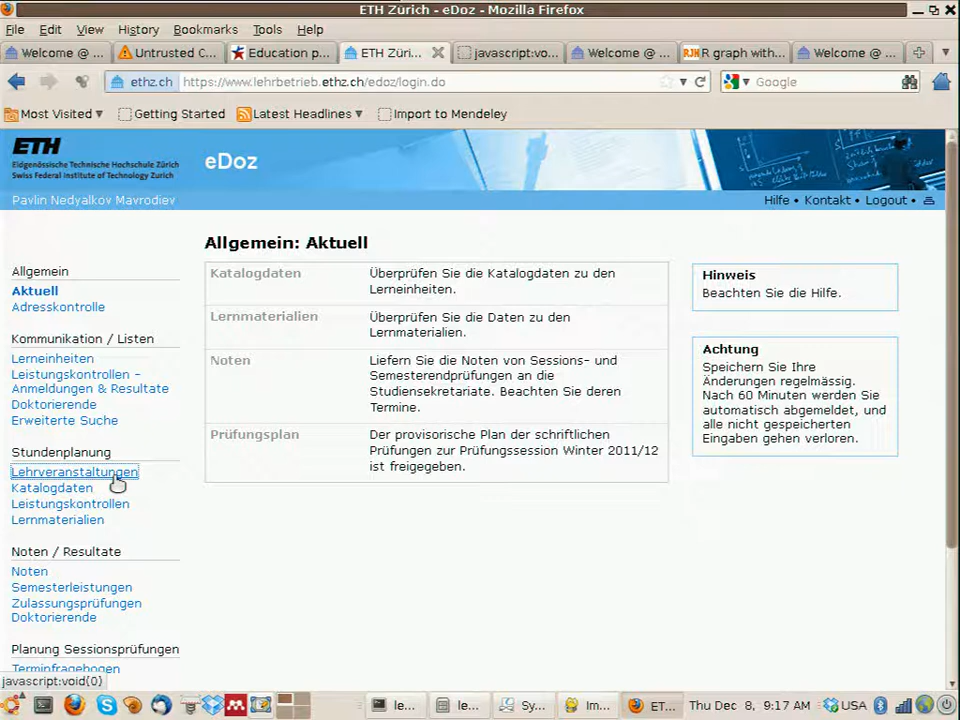 ETH Zürich - eDoz - Mozilla Firefox
File Edit View History Bookmarks Tools Help
Welcome @ ... Untrusted C... Education p... ETH Züri... javascript:vo... Welcome @ ... R graph with... Welcome @ ...
ethz.ch https://www.lehrbetrieb.ethz.ch/edoz/login.do Google
Most Visited Getting Started Latest Headlines Import to Mendeley
ETH
Eidgenössische Technische Hochschule Zürich
Swiss Federal Institute of Technology Zurich
eDoz
Pavlin Nedyalkov Mavrodiev
Hilfe • Kontakt • Logout •
Allgemein
Aktuell
Adresskontrolle
Kommunikation / Listen
Lerneinheiten
Leistungskontrollen -
Anmeldungen & Resultate
Doktorierende
Erweiterte Suche
Stundenplanung
Lehrveranstaltungen
Katalogdaten
Leistungskontrollen
Lernmaterialien
Noten / Resultate
Noten
Semesterleistungen
Zulassungsprüfungen
Doktorierende
Planung Sessionsprüfungen
Terminfragebogen
Allgemein: Aktuell
Katalogdaten
Überprüfen Sie die Katalogdaten zu den
Lerneinheiten.
Lernmaterialien
Überprüfen Sie die Daten zu den
Lernmaterialien.
Noten
Liefern Sie die Noten von Sessions- und
Semesterendprüfungen an die
Studiensekretariate. Beachten Sie deren
Termine.
Prüfungsplan
Der provisorische Plan der schriftlichen
Prüfungen zur Prüfungssession Winter 2011/12
ist freigegeben.
Hinweis
Beachten Sie die Hilfe.
Achtung
Speichern Sie Ihre
Änderungen regelmässig.
Nach 60 Minuten werden Sie
automatisch abgemeldet, und
alle nicht gespeicherten
Eingaben gehen verloren.
javascript:void(0)
le... le... Sy... Im... ET... Thu Dec 8, 9:17 AM USA